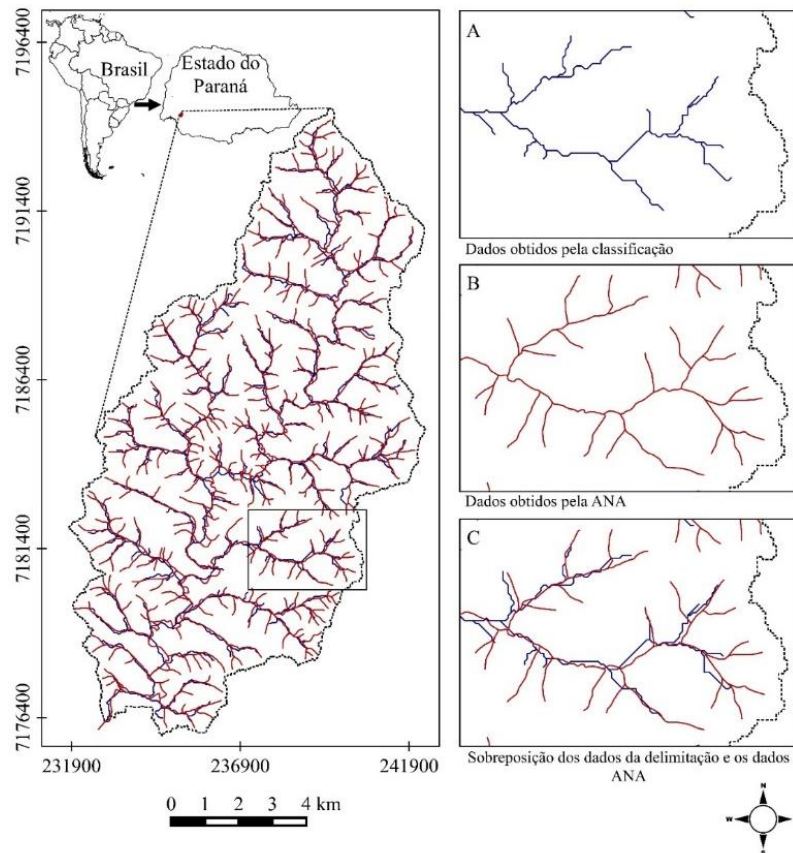 Brasil
Estado do
Paraná
7196400
7191400
7186400
7181400
7176400
231900
236900
241900
0 1 2 3 4 km
A
Dados obtidos pela classificação
B
Dados obtidos pela ANA
C
Sobreposição dos dados da delimitação e os dados
ANA
N
W
E
S